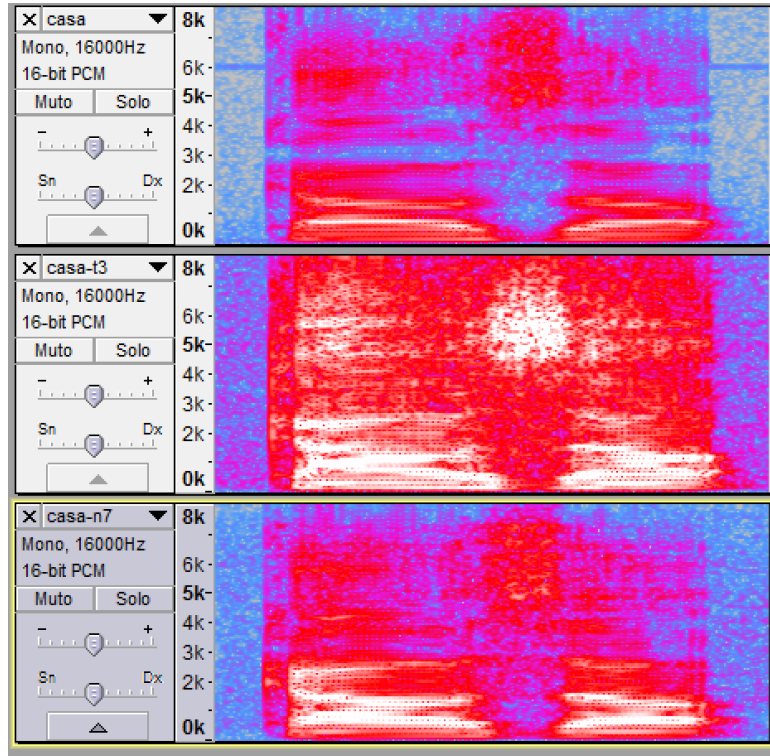 casa
Mono, 16000Hz
16-bit PCM
Muto Solo
- +
Sn Dx
8k
6k
5k
4k
3k
2k
0k
casa-t3
Mono, 16000Hz
16-bit PCM
Muto Solo
- +
Sn Dx
8k
6k
5k
4k
3k
2k
0k
casa-n7
Mono, 16000Hz
16-bit PCM
Muto Solo
- +
Sn Dx
8k
6k
5k
4k
3k
2k
0k